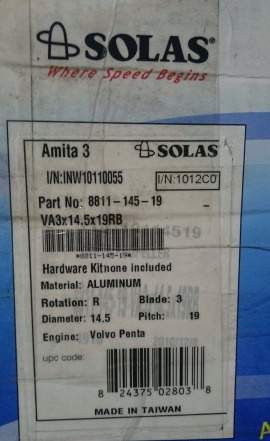 SOLAS®
Where Speed Begins
Amita 3 SOLAS®
I/N:INW10110055 I/N:1012C0
Part No: 8811-145-19 _
VA3x14.5x19RB
*8811-145-19*
Hardware Kitnone included
Material: ALUMINUM
Rotation: R Blade: 3
Diameter: 14.5 Pitch: 19
Engine: Volvo Penta
upc code:
8 24375 02803 8
MADE IN TAIWAN